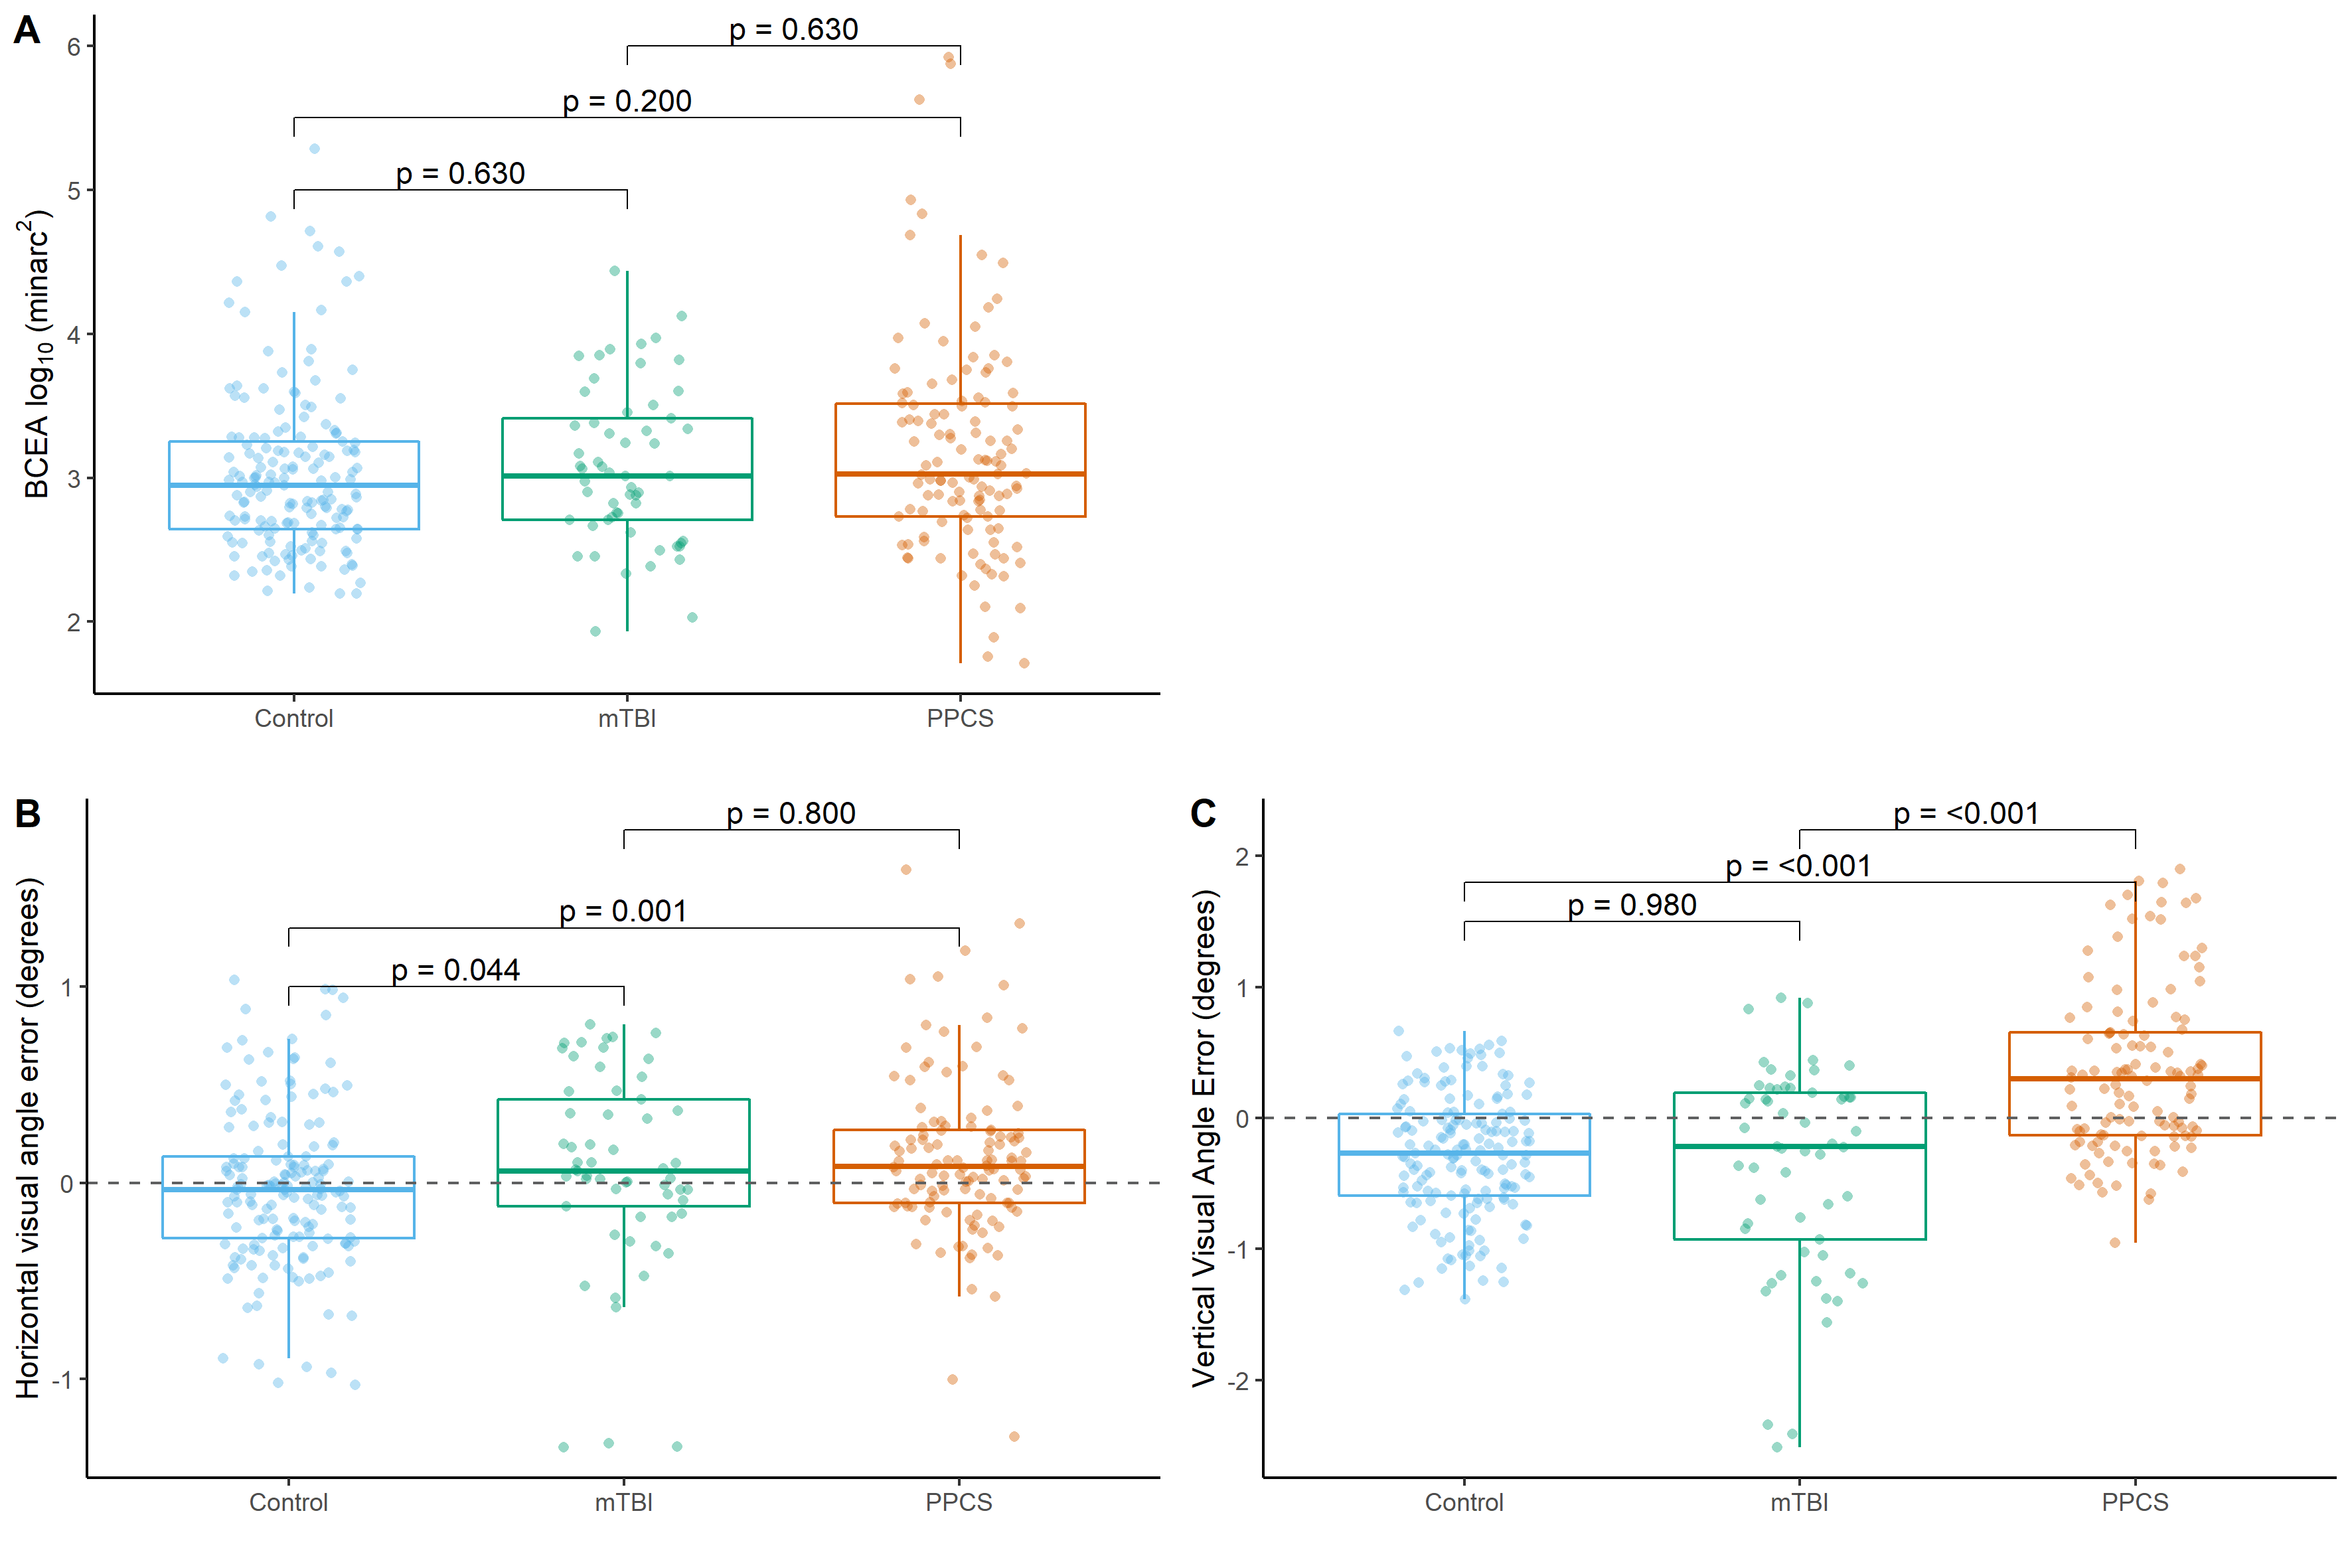 A
p = 0.630
p = 0.200
p = 0.630
BCEA log10 (minarc2)
6
5
4
3
2
Control mTBI PPCS
B
p = 0.800
p = 0.001
p = 0.044
Horizontal visual angle error (degrees)
1
0
-1
Control mTBI PPCS
C
p = <0.001
p = <0.001
p = 0.980
Vertical Visual Angle Error (degrees)
2
1
0
-1
-2
Control mTBI PPCS